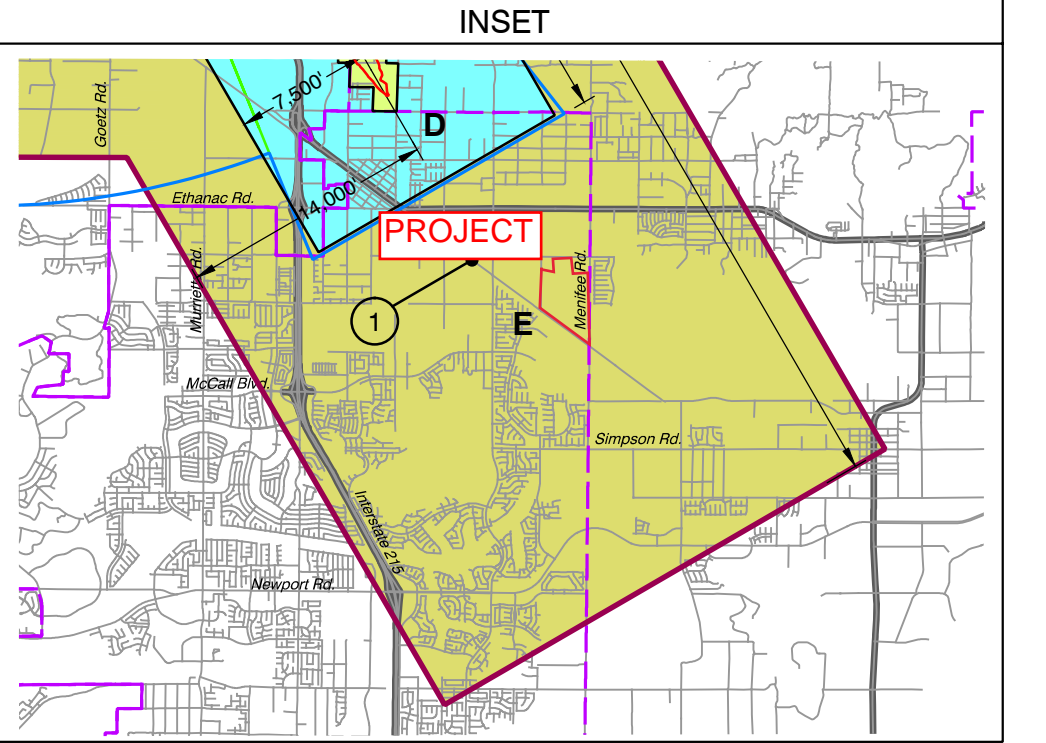 INSET
Goetz Rd.
7,500'
D
Ethanac Rd.
14,000'
PROJECT
Murrieta Rd.
Menifee Rd.
1
E
McCall Blvd.
Simpson Rd.
Interstate 215
Newport Rd.